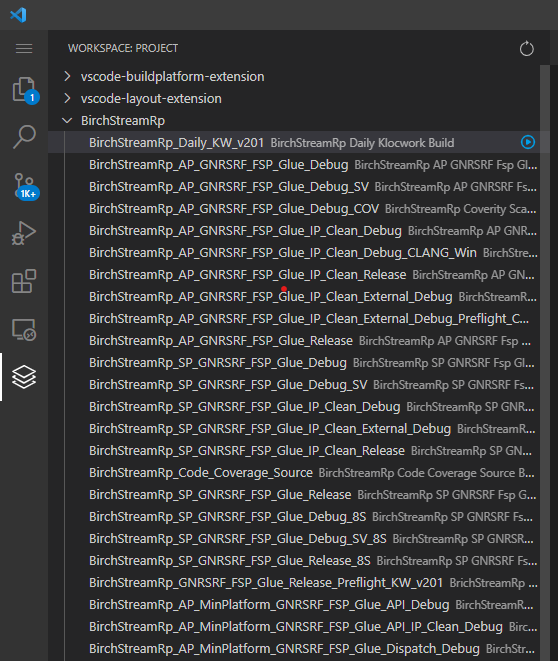 WORKSPACE: PROJECT
vscode-buildplatform-extension
1
vscode-layout-extension
BirchStreamRp
BirchStreamRp_Daily_KW_v201 BirchStreamRp Daily Klocwork Build
BirchStreamRp_AP_GNRSRF_FSP_Glue_Debug BirchStreamRp AP GNRSRF Fsp Gl...
BirchStreamRp_AP_GNRSRF_FSP_Glue_Debug_SV BirchStreamRp AP GNRSRF Fs...
1K+
BirchStreamRp_AP_GNRSRF_FSP_Glue_Debug_COV BirchStreamRp Coverity Sca...
BirchStreamRp_AP_GNRSRF_FSP_Glue_IP_Clean_Debug BirchStreamRp AP GNR...
BirchStreamRp_AP_GNRSRF_FSP_Glue_IP_Clean_Debug_CLANG_Win BirchStre...
BirchStreamRp_AP_GNRSRF_FSP_Glue_IP_Clean_Release BirchStreamRp AP GN...
BirchStreamRp_AP_GNRSRF_FSP_Glue_IP_Clean_External_Debug BirchStreamR...
BirchStreamRp_AP_GNRSRF_FSP_Glue_IP_Clean_External_Debug_Preflight_C...
BirchStreamRp_AP_GNRSRF_FSP_Glue_Release BirchStreamRp AP GNRSRF Fsp ...
BirchStreamRp_SP_GNRSRF_FSP_Glue_Debug BirchStreamRp SP GNRSRF Fsp Gl...
BirchStreamRp_SP_GNRSRF_FSP_Glue_Debug_SV BirchStreamRp SP GNRSRF Fs...
BirchStreamRp_SP_GNRSRF_FSP_Glue_IP_Clean_Debug BirchStreamRp SP GNR...
BirchStreamRp_SP_GNRSRF_FSP_Glue_IP_Clean_External_Debug BirchStreamR...
BirchStreamRp_SP_GNRSRF_FSP_Glue_IP_Clean_Release BirchStreamRp SP GN...
BirchStreamRp_Code_Coverage_Source BirchStreamRp Code Coverage Source B...
BirchStreamRp_SP_GNRSRF_FSP_Glue_Release BirchStreamRp SP GNRSRF Fsp G...
BirchStreamRp_SP_GNRSRF_FSP_Glue_Debug_8S BirchStreamRp SP GNRSRF Fs...
BirchStreamRp_SP_GNRSRF_FSP_Glue_Debug_SV_8S BirchStreamRp SP GNRSRF...
BirchStreamRp_SP_GNRSRF_FSP_Glue_Release_8S BirchStreamRp SP GNRSRF Fs...
BirchStreamRp_GNRSRF_FSP_Glue_Release_Preflight_KW_v201 BirchStreamRp ...
BirchStreamRp_AP_MinPlatform_GNRSRF_FSP_Glue_API_Debug BirchStreamR...
BirchStreamRp_AP_MinPlatform_GNRSRF_FSP_Glue_API_IP_Clean_Debug Birc...
BirchStreamRp_AP_MinPlatform_GNRSRF_FSP_Glue_Dispatch_Debug BirchStr...